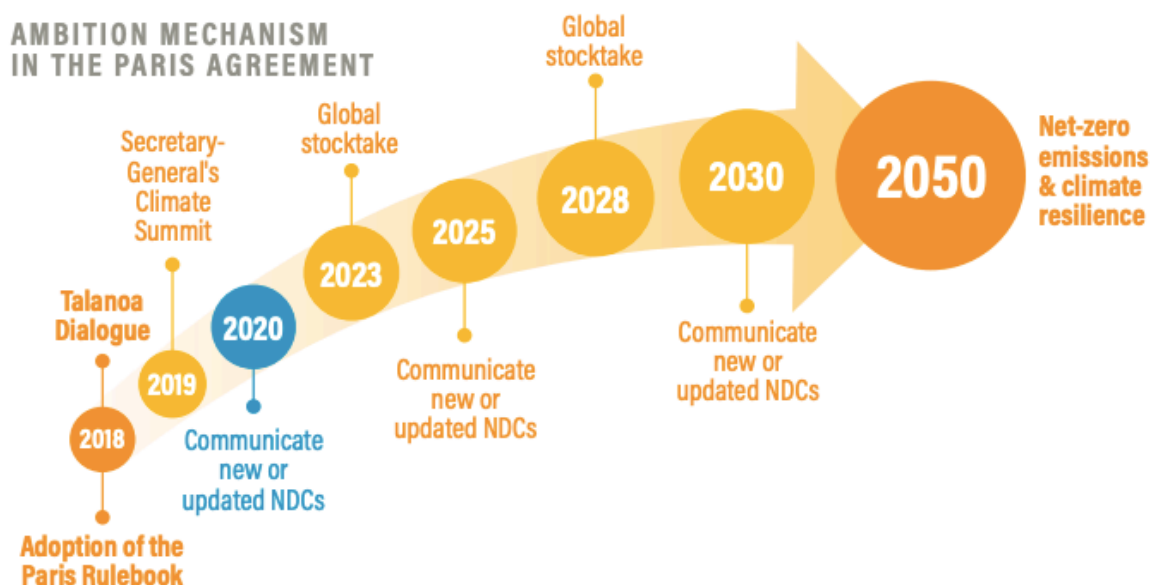 AMBITION MECHANISM
IN THE PARIS AGREEMENT
Talanoa
Dialogue
2018
Adoption of the
Paris Rulebook
Secretary-
General's
Climate
Summit
2019
2020
Communicate
new or
updated NDCs
Global
stocktake
2023
2025
Communicate
new or
updated NDCs
Global
stocktake
2028
2030
Communicate
new or
updated NDCs
2050
Net-zero
emissions
& climate
resilience